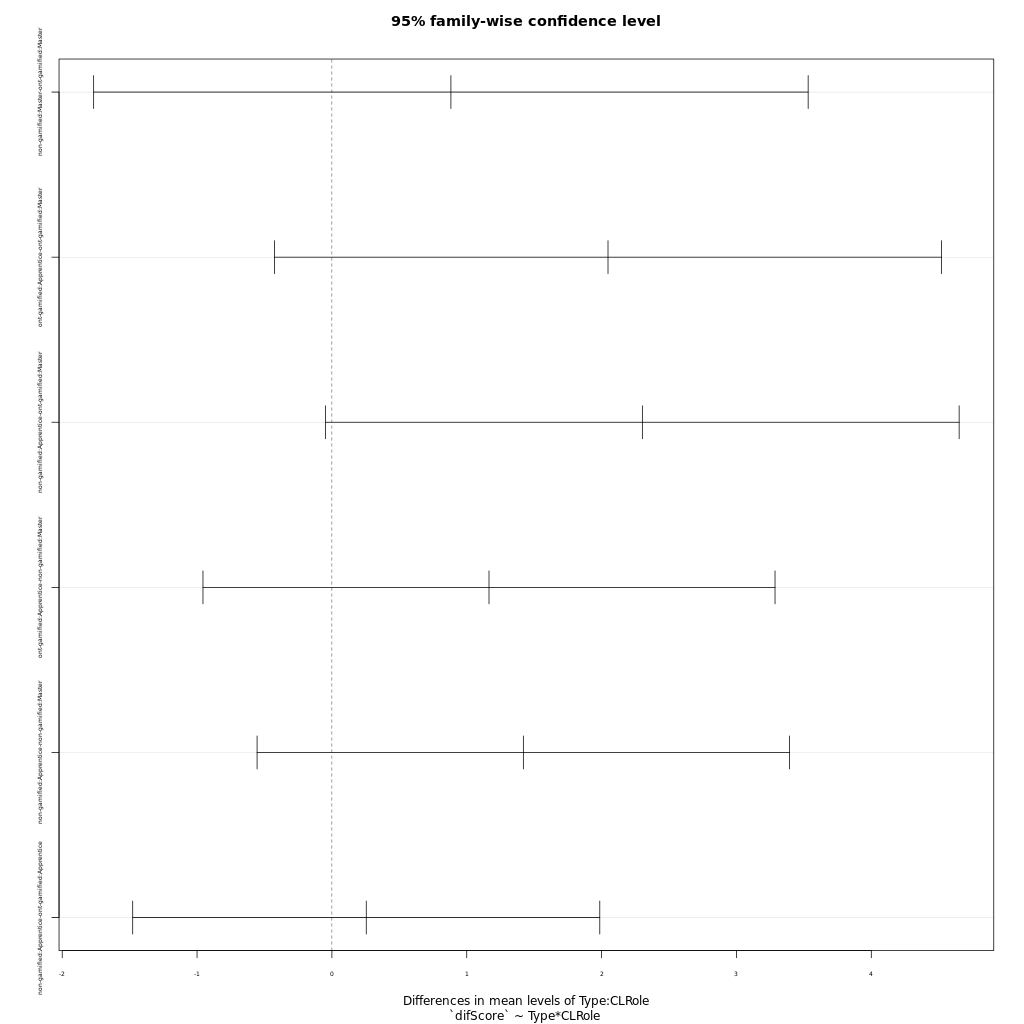 95% family-wise confidence level
non-gamified:Master-ont-gamified:Master
ont-gamified:Apprentice-ont-gamified:Master
non-gamified:Apprentice-ont-gamified:Master
ont-gamified:Apprentice-non-gamified:Master
non-gamified:Apprentice-non-gamified:Master
non-gamified:Apprentice-ont-gamified:Apprentice
-2 -1 0 1 2 3 4
Differences in mean levels of Type:CLRole
`difScore` ~ Type*CLRole